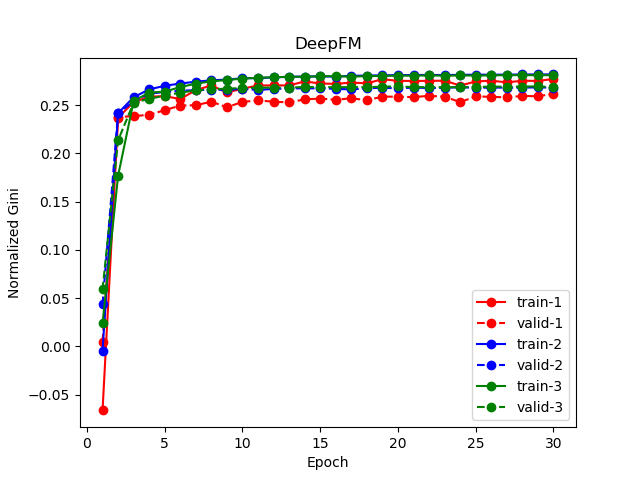 DeepFM
Normalized Gini
0.25
0.20
0.15
0.10
0.05
0.00
−0.05
0
5
10
15
20
25
30
Epoch
train-1
valid-1
train-2
valid-2
train-3
valid-3